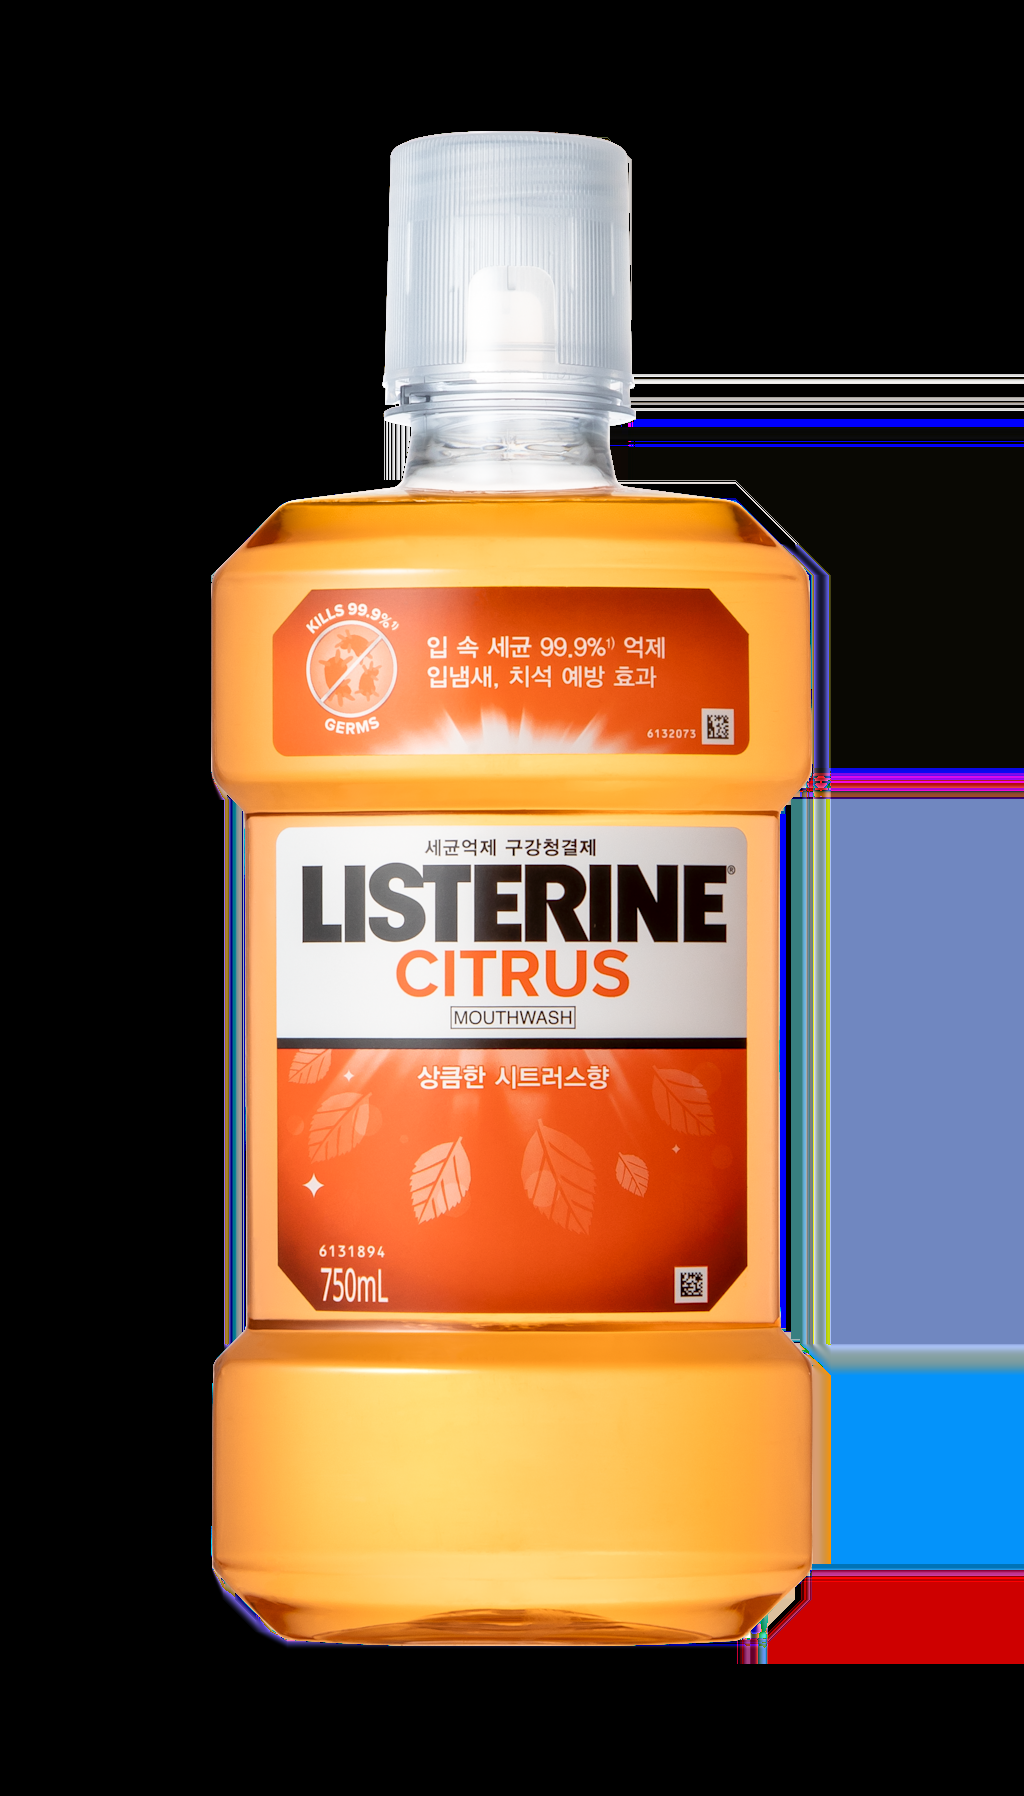 KILLS 99.9%¹⁾
GERMS
입 속 세균 99.9%¹⁾ 억제
입냄새, 치석 예방 효과
6132073
세균억제 구강청결제
LISTERINE®
CITRUS
MOUTHWASH
상큼한 시트러스향
6131894
750mL